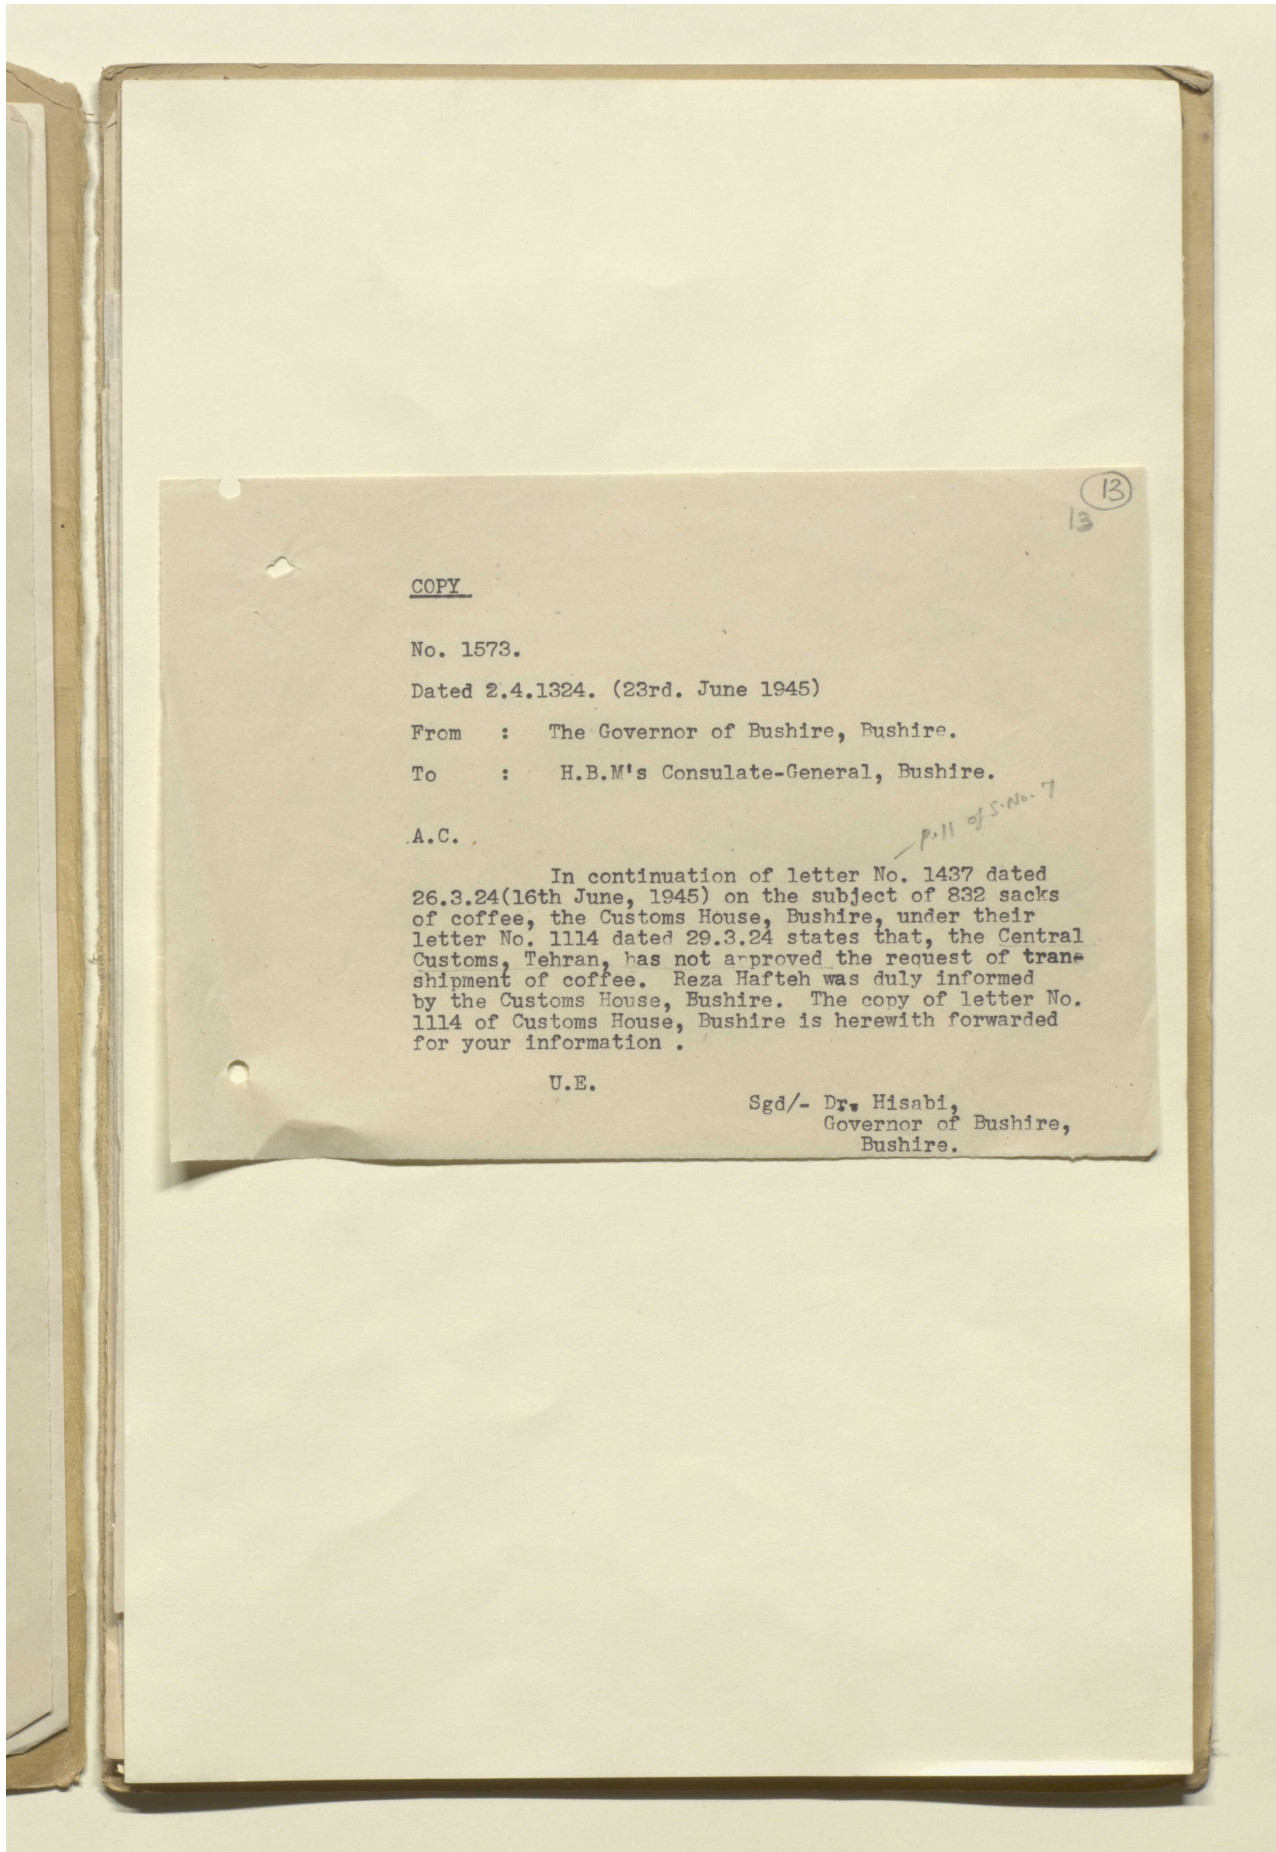 13
13
COPY
No. 1573.
Dated 2.4.1324. (23rd. June 1945)
From : The Governor of Bushire, Bushire.
To : H.B.M's Consulate-General, Bushire.
p.11 of S.No. 7
A.C.
In continuation of letter No. 1437 dated
26.3.24(16th June, 1945) on the subject of 832 sacks
of coffee, the Customs House, Bushire, under their
letter No. 1114 dated 29.3.24 states that, the Central
Customs, Tehran, has not approved the request of trans
shipment of coffee. Reza Hafteh was duly informed
by the Customs House, Bushire. The copy of letter No.
1114 of Customs House, Bushire is herewith forwarded
for your information .
U.E.
Sgd/- Dr. Hisabi,
Governor of Bushire,
Bushire.